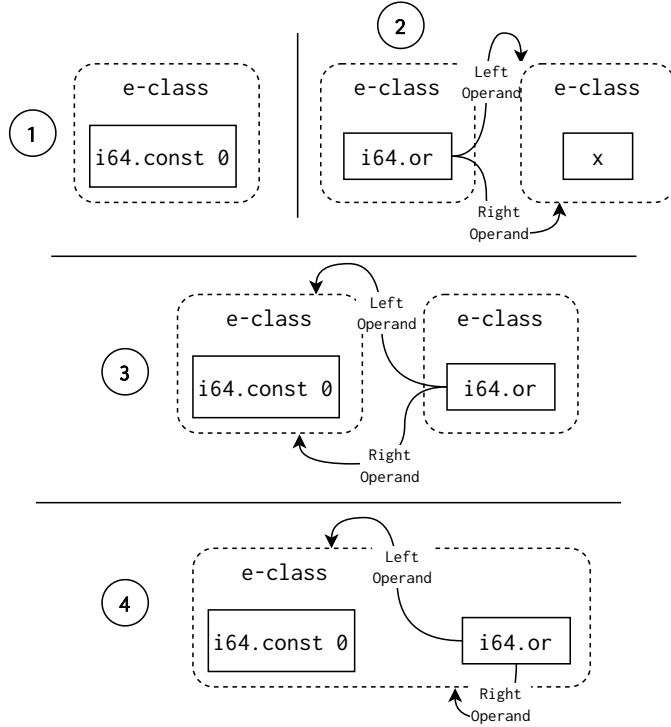 2
e-class
1
i64.const 0
e-class
i64.or
Left
Operand
Right
Operand
e-class
x
3
e-class
i64.const 0
Left
Operand
Right
Operand
e-class
i64.or
4
e-class
i64.const 0
Left
Operand
i64.or
Right
Operand